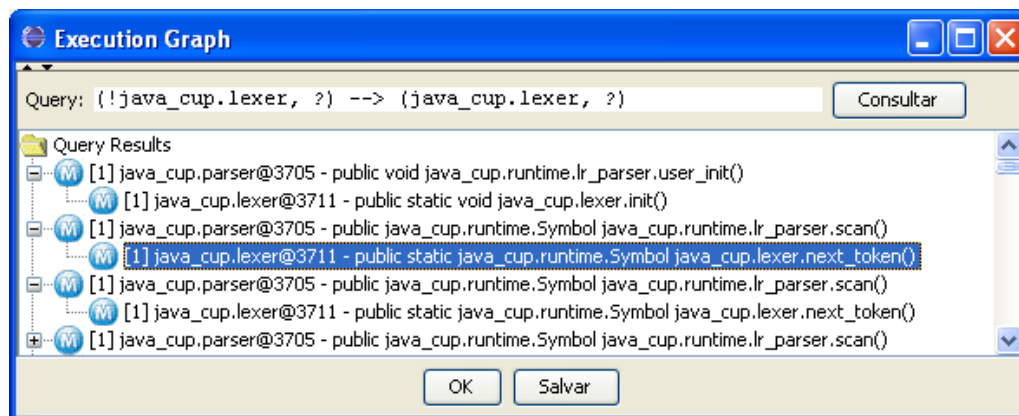 Execution Graph
Query: (!java_cup.lexer, ?) --> (java_cup.lexer, ?) Consultar
Query Results
M [1] java_cup.parser@3705 - public void java_cup.runtime.lr_parser.user_init()
M [1] java_cup.lexer@3711 - public static void java_cup.lexer.init()
M [1] java_cup.parser@3705 - public java_cup.runtime.Symbol java_cup.runtime.lr_parser.scan()
M [1] java_cup.lexer@3711 - public static java_cup.runtime.Symbol java_cup.lexer.next_token()
M [1] java_cup.parser@3705 - public java_cup.runtime.Symbol java_cup.runtime.lr_parser.scan()
M [1] java_cup.lexer@3711 - public static java_cup.runtime.Symbol java_cup.lexer.next_token()
M [1] java_cup.parser@3705 - public java_cup.runtime.Symbol java_cup.runtime.lr_parser.scan()
OK Salvar